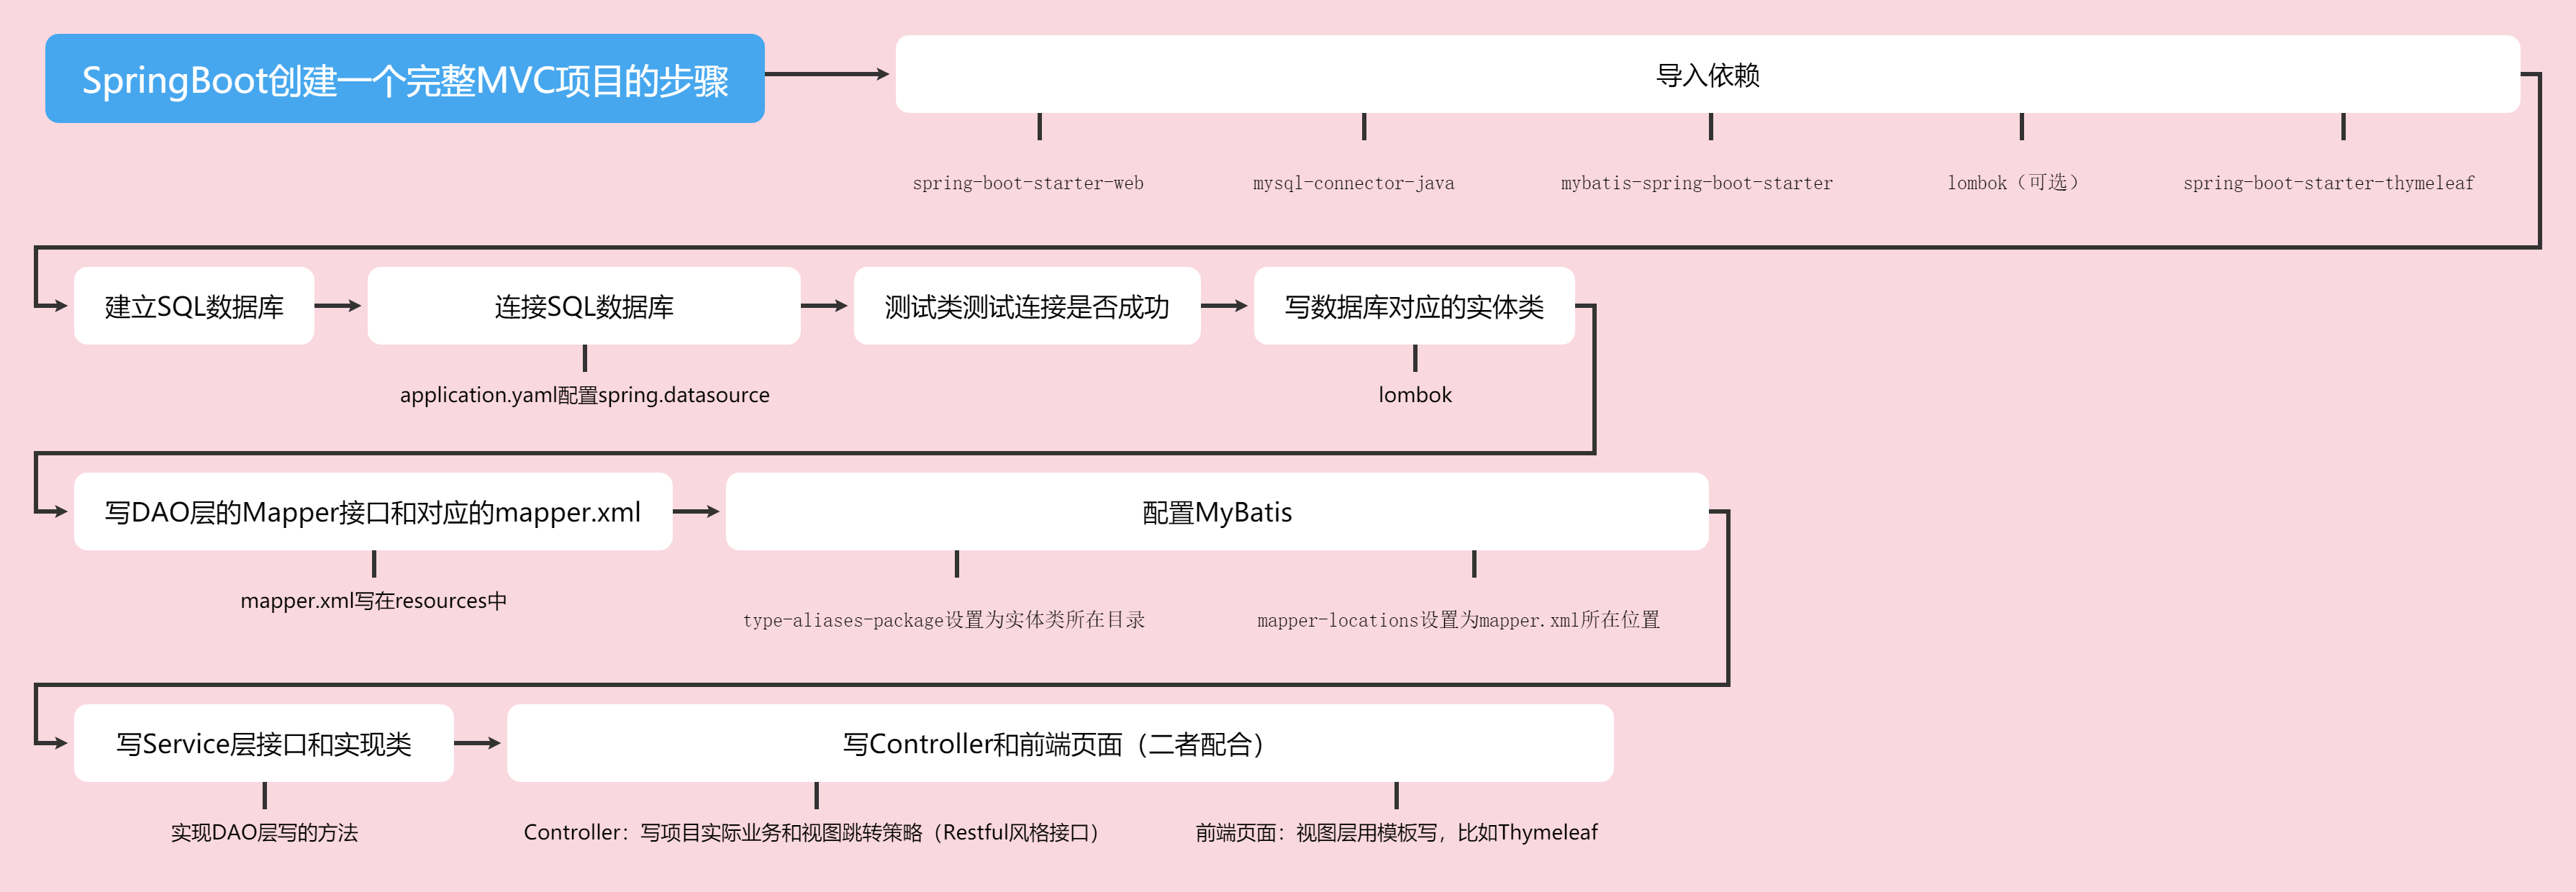 SpringBoot创建一个完整MVC项目的步骤
导入依赖
spring-boot-starter-web
mysql-connector-java
mybatis-spring-boot-starter
lombok（可选）
spring-boot-starter-thymeleaf
建立SQL数据库
连接SQL数据库
测试类测试连接是否成功
写数据库对应的实体类
application.yaml配置spring.datasource
lombok
写DAO层的Mapper接口和对应的mapper.xml
配置MyBatis
mapper.xml写在resources中
type-aliases-package设置为实体类所在目录
mapper-locations设置为mapper.xml所在位置
写Service层接口和实现类
写Controller和前端页面（二者配合）
实现DAO层写的方法
Controller：写项目实际业务和视图跳转策略（Restful风格接口）
前端页面：视图层用模板写，比如Thymeleaf